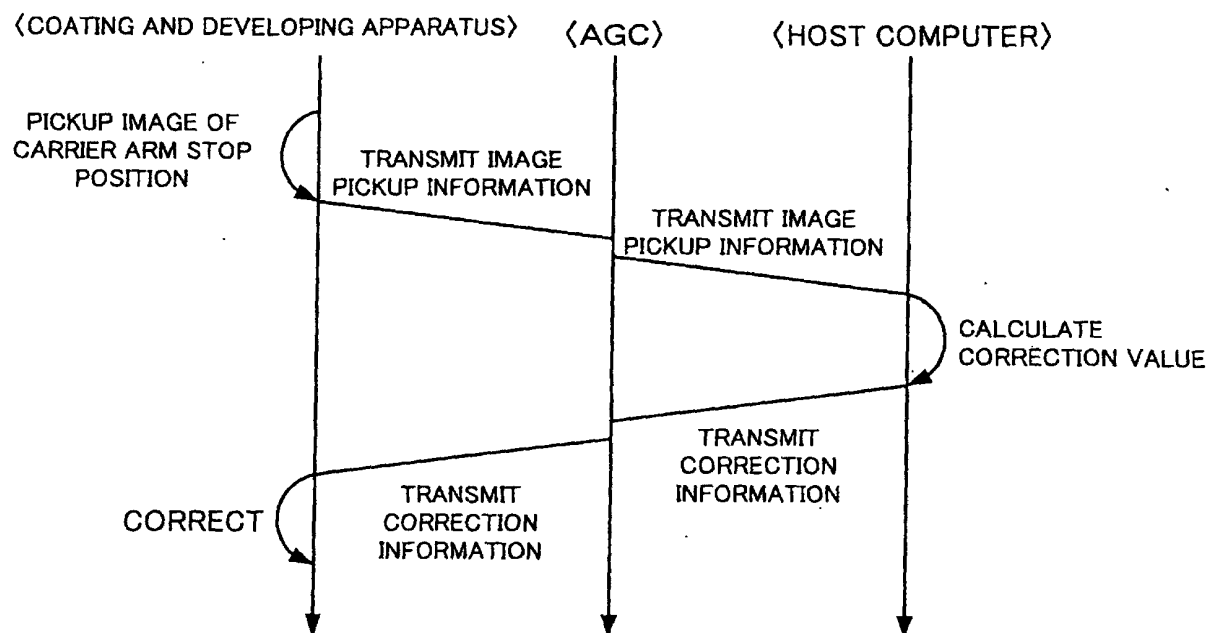 〈COATING AND DEVELOPING APPARATUS〉
〈AGC〉
〈HOST COMPUTER〉
PICKUP IMAGE OF
CARRIER ARM STOP
POSITION
TRANSMIT IMAGE
PICKUP INFORMATION
TRANSMIT IMAGE
PICKUP INFORMATION
CALCULATE
CORRECTION VALUE
TRANSMIT
CORRECTION
INFORMATION
TRANSMIT
CORRECTION
INFORMATION
CORRECT